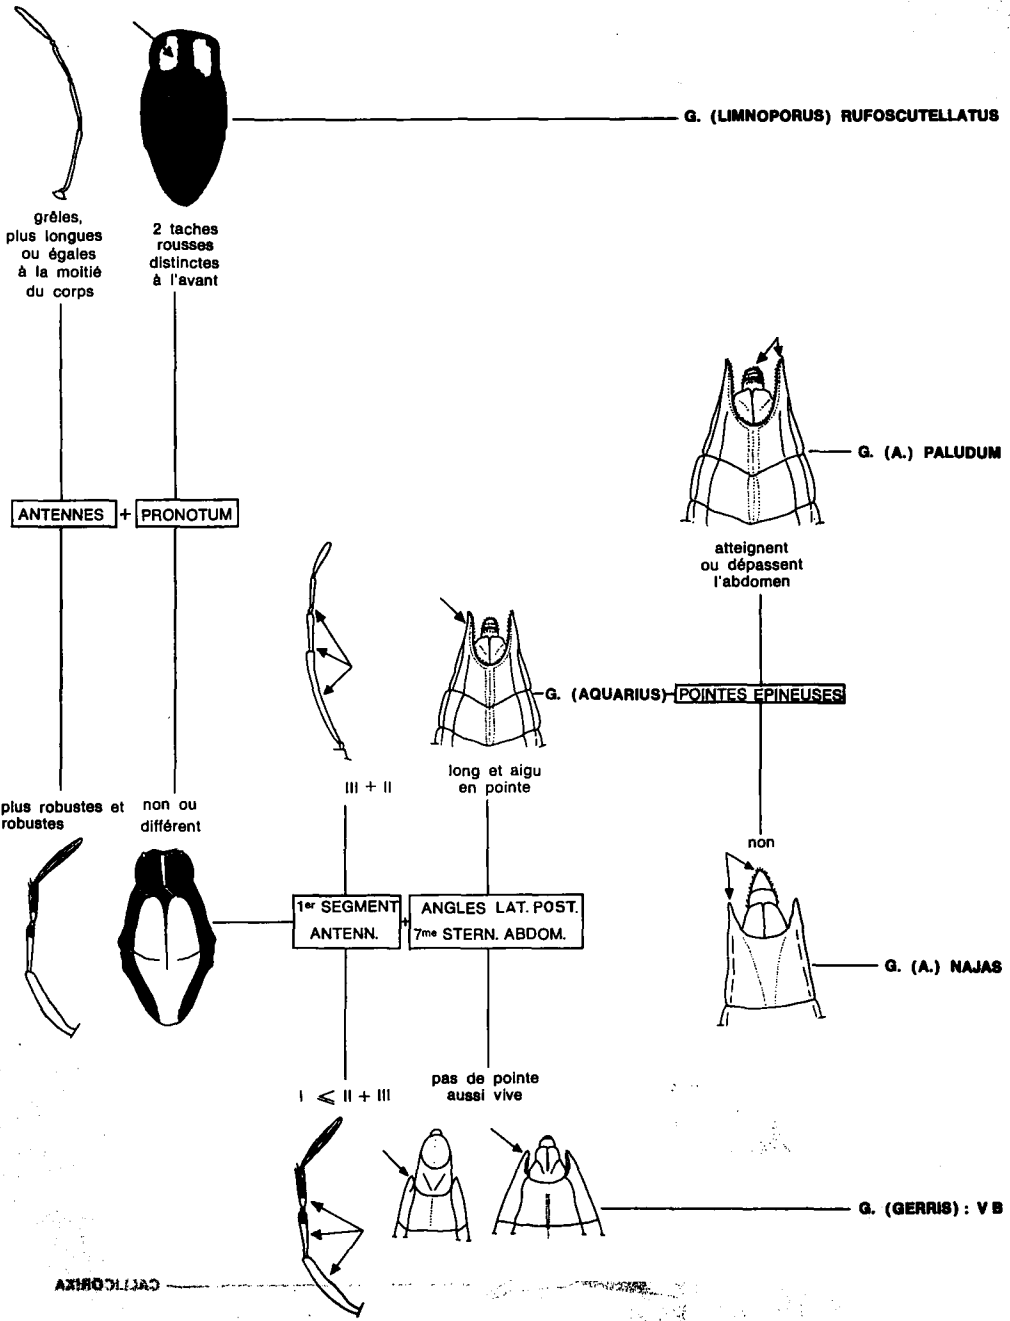 G. (LIMNOPORUS) RUFOSCUTELLATUS
grêles,
plus longues
ou égales
à la moitié
du corps
2 taches
rousses
distinctes
à l'avant
G. (A.) PALUDUM
ANTENNES + PRONOTUM
atteignent
ou dépassent
l'abdomen
G. (AQUARIUS)
POINTES EPINEUSES
long et aigu
en pointe
III + II
plus robustes et
robustes
non ou
différent
non
1er SEGMENT
ANTENN.
+
ANGLES LAT. POST.
7me STERN. ABDOM.
G. (A.) NAJAS
pas de pointe
aussi vive
I ⩽ II + III
G. (GERRIS) : V B
CALLICORIXA